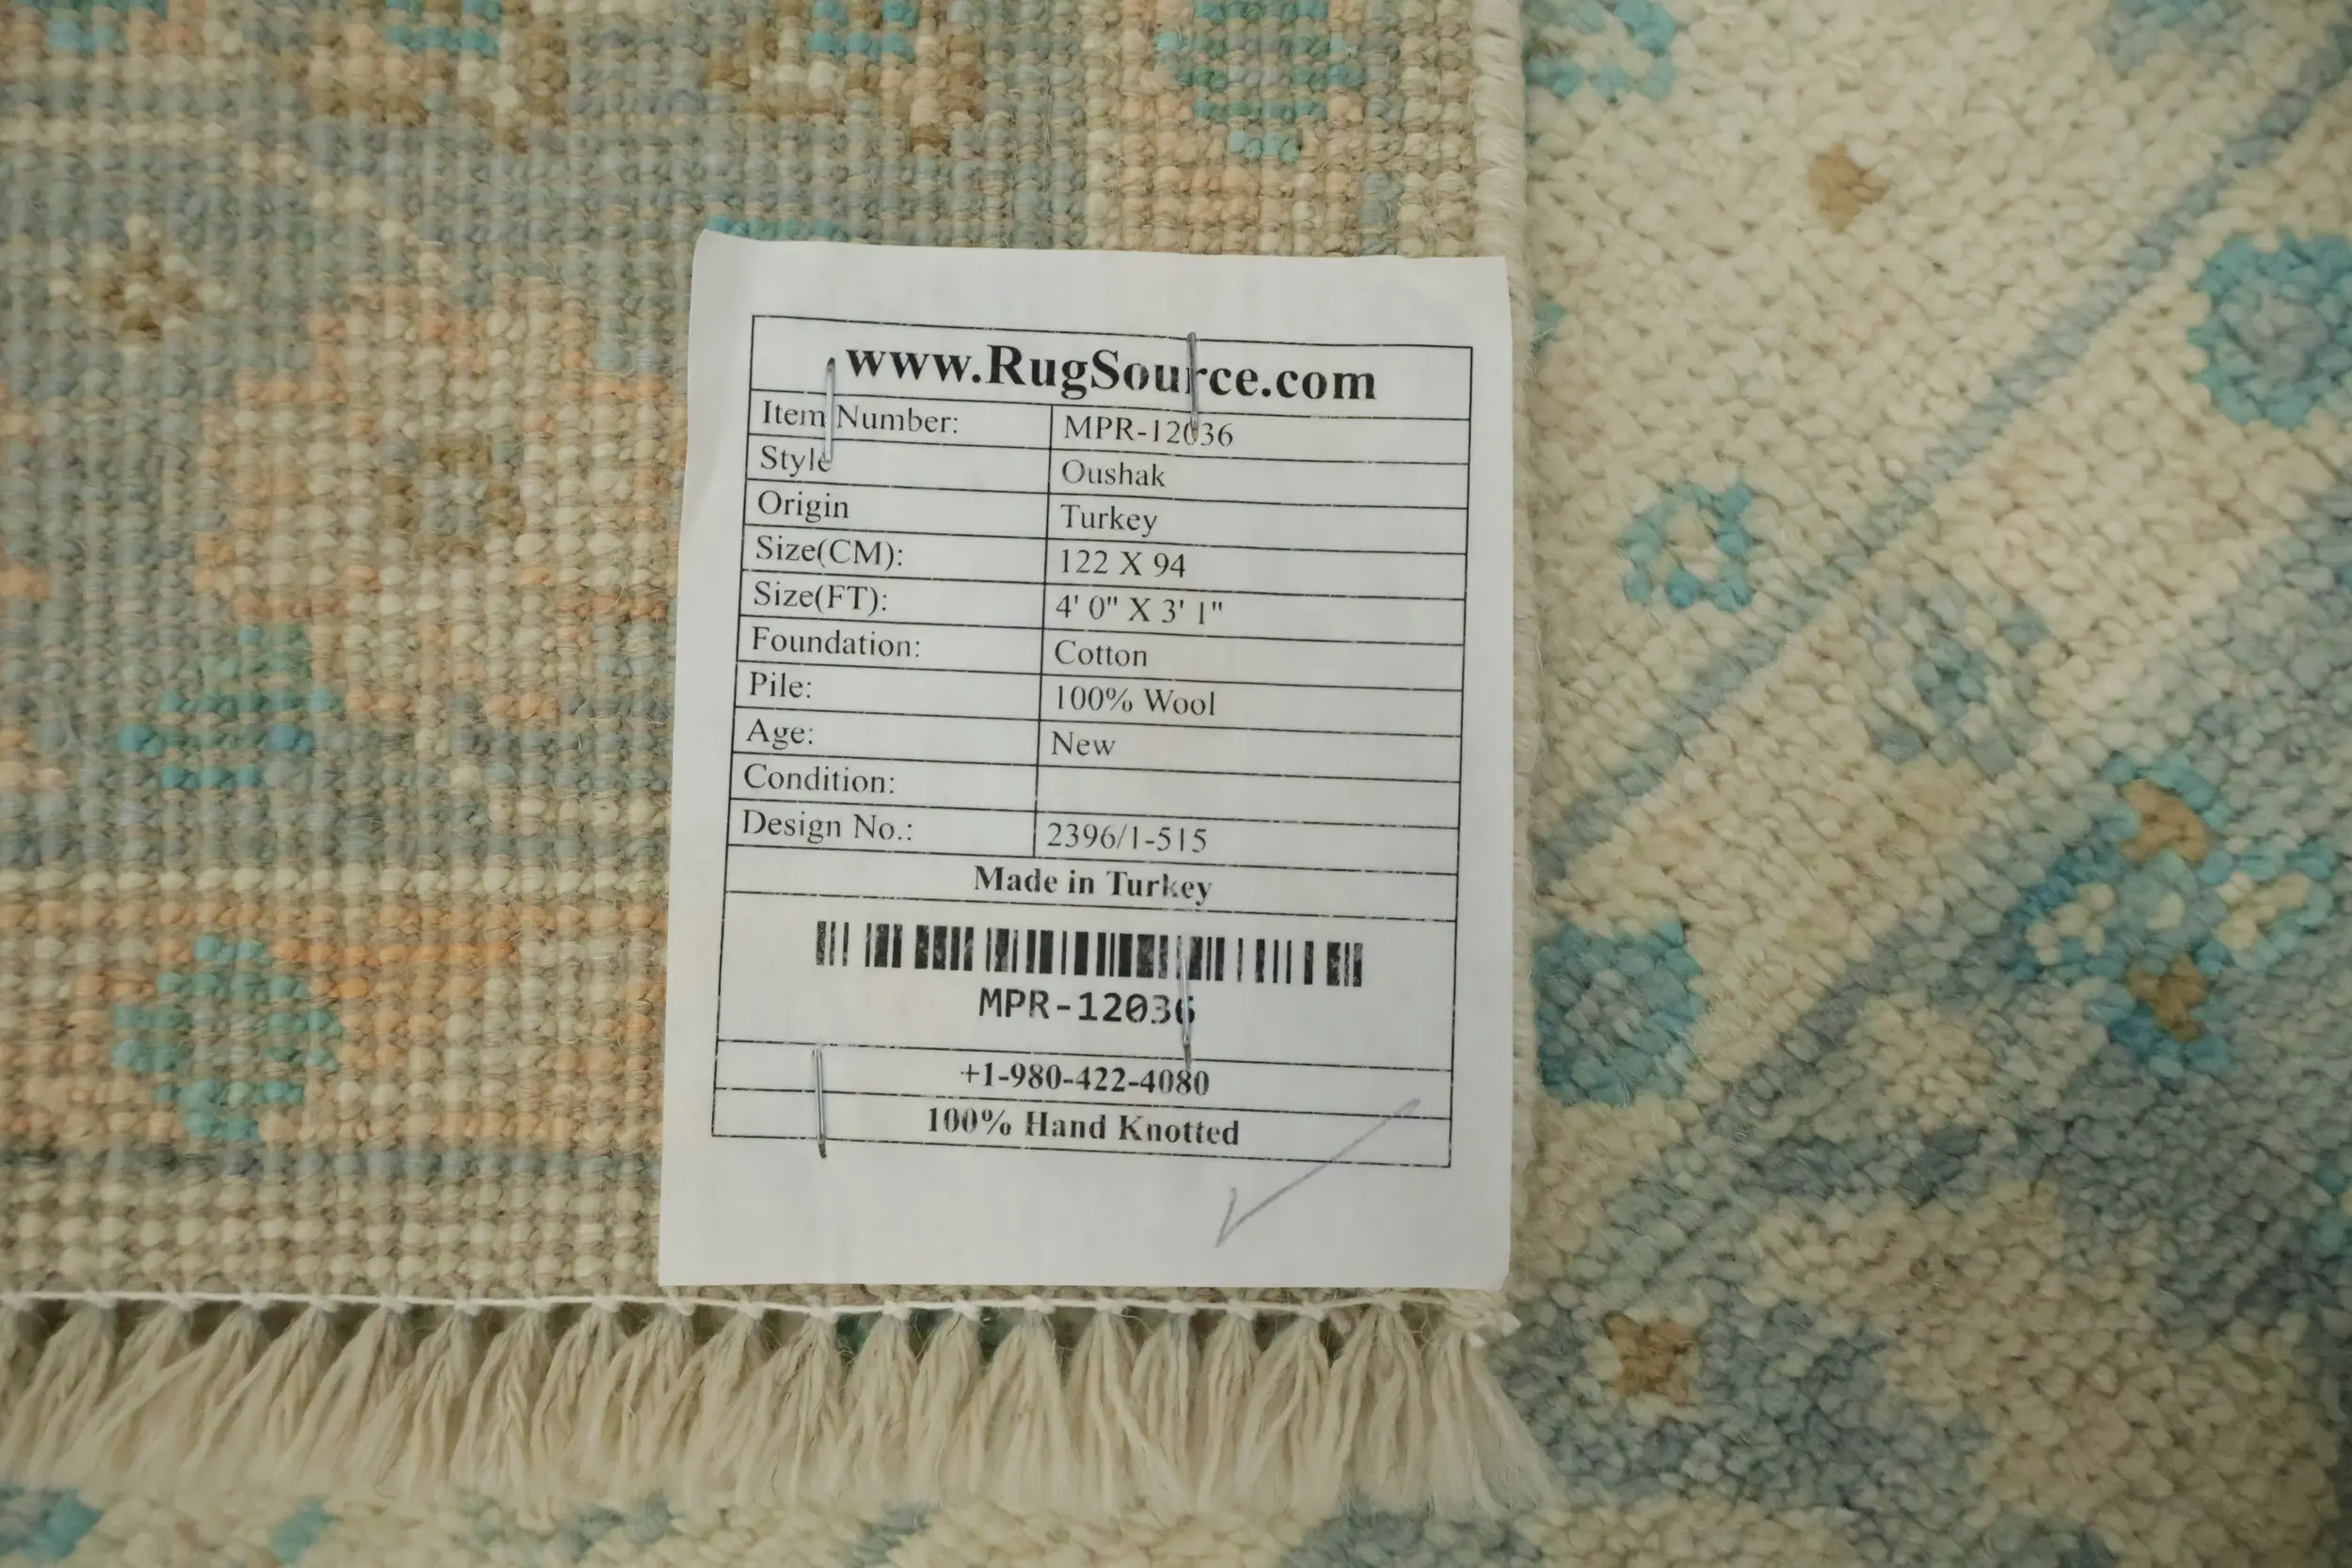 www.RugSource.com
Item Number: MPR-12036
Style Oushak
Origin Turkey
Size(CM): 122 X 94
Size(FT): 4' 0" X 3' 1"
Foundation: Cotton
Pile: 100% Wool
Age: New
Condition:
Design No.: 2396/1-515
Made in Turkey
MPR-12036
+1-980-422-4080
100% Hand Knotted